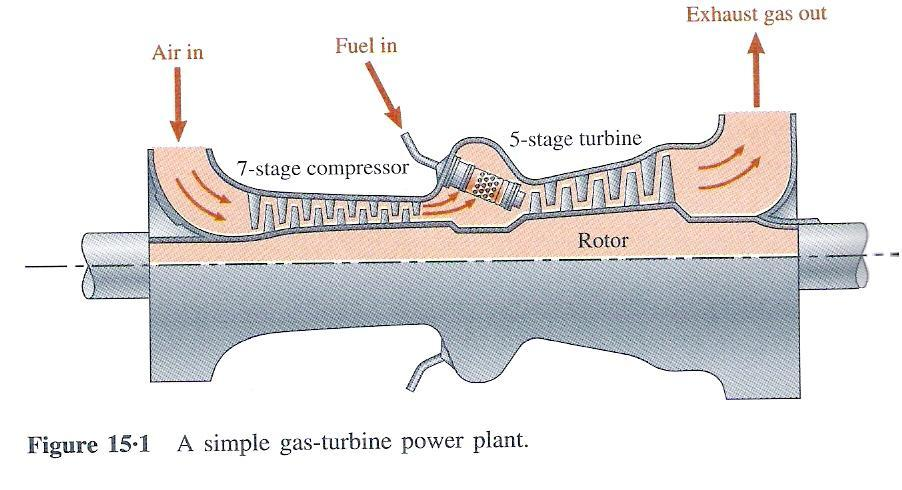 Exhaust gas out
Air in
Fuel in
5-stage turbine
7-stage compressor
Rotor
Figure 15·1 A simple gas-turbine power plant.